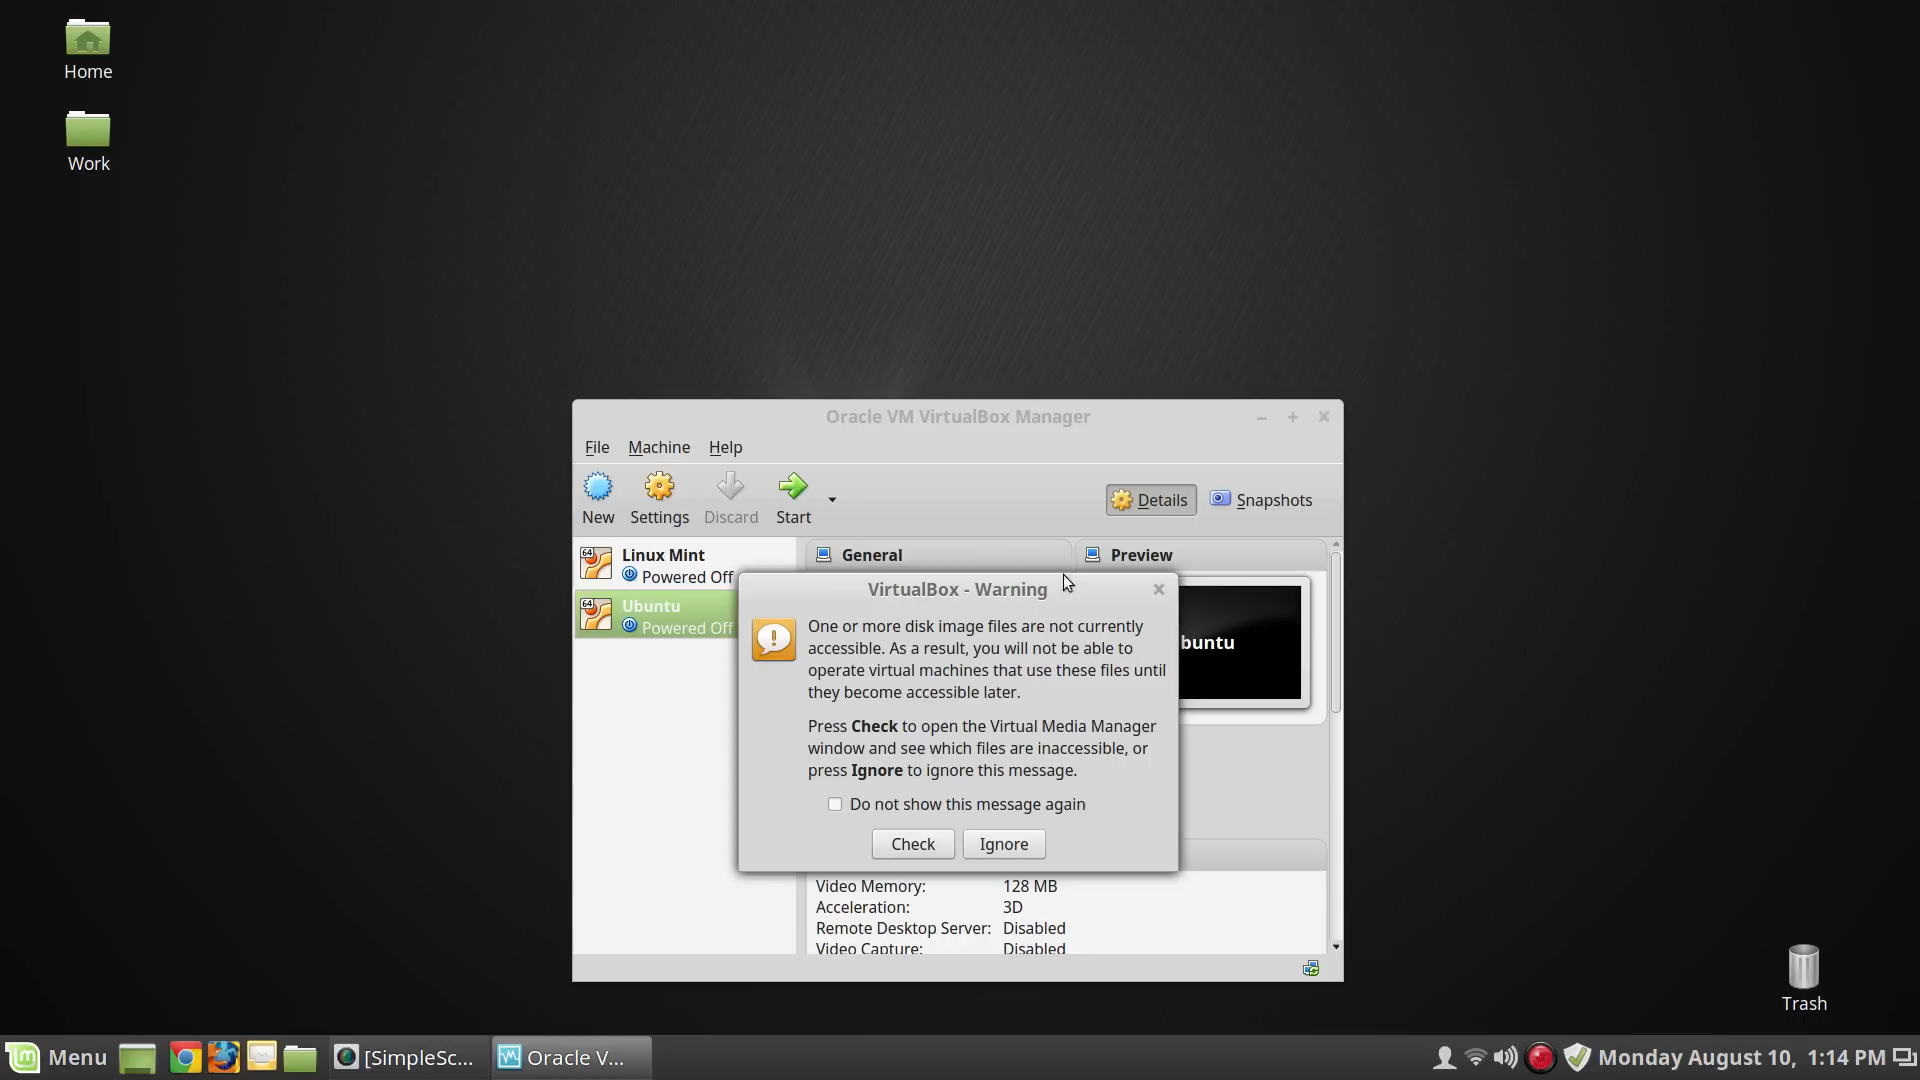 Home
Work
Oracle VM VirtualBox Manager
File Machine Help
New Settings Discard Start Details Snapshots
64 Linux Mint
Powered Off
64 Ubuntu
Powered Off
General Preview
buntu
VirtualBox - Warning
One or more disk image files are not currently
accessible. As a result, you will not be able to
operate virtual machines that use these files until
they become accessible later.
Press Check to open the Virtual Media Manager
window and see which files are inaccessible, or
press Ignore to ignore this message.
Do not show this message again
Check Ignore
Video Memory: 128 MB
Acceleration: 3D
Remote Desktop Server: Disabled
Video Capture: Disabled
Trash
Menu [SimpleSc... Oracle V... Monday August 10, 1:14 PM